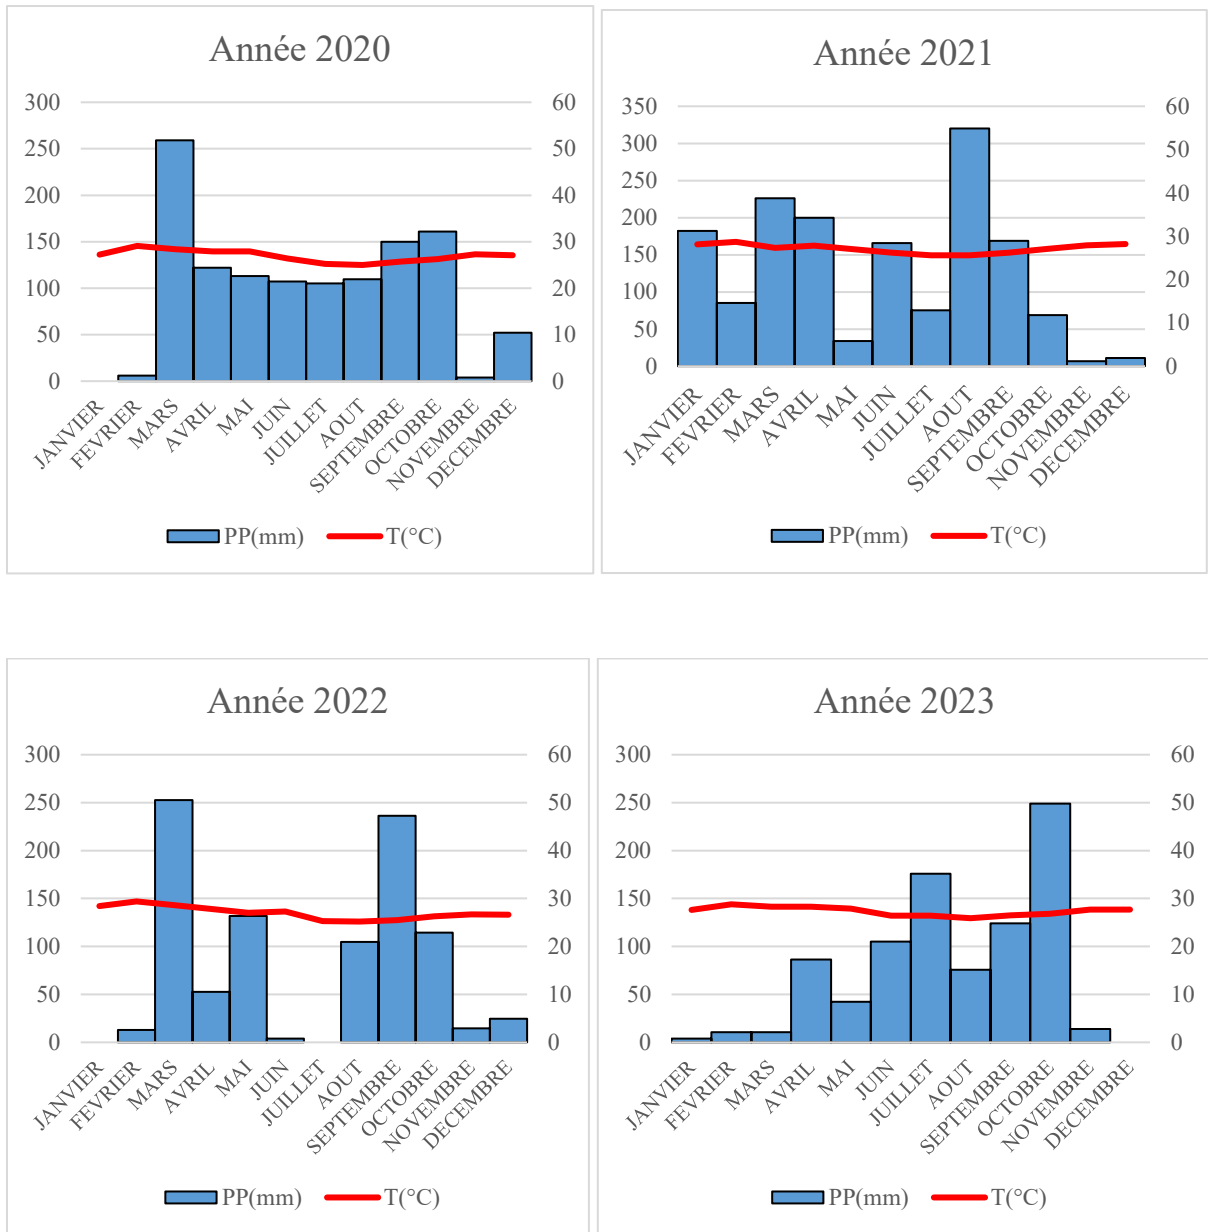 Année 2020
300
250
200
150
100
50
0
60
50
40
30
20
10
0
JANVIER
FEVRIER
MARS
AVRIL
MAI
JUIN
JUILLET
AOUT
SEPTEMBRE
OCTOBRE
NOVEMBRE
DECEMBRE
PP(mm) T(°C)
Année 2021
350
300
250
200
150
100
50
0
60
50
40
30
20
10
0
JANVIER
FEVRIER
MARS
AVRIL
MAI
JUIN
JUILLET
AOUT
SEPTEMBRE
OCTOBRE
NOVEMBRE
DECEMBRE
PP(mm) T(°C)
Année 2022
300
250
200
150
100
50
0
60
50
40
30
20
10
0
JANVIER
FEVRIER
MARS
AVRIL
MAI
JUIN
JUILLET
AOUT
SEPTEMBRE
OCTOBRE
NOVEMBRE
DECEMBRE
PP(mm) T(°C)
Année 2023
300
250
200
150
100
50
0
60
50
40
30
20
10
0
JANVIER
FEVRIER
MARS
AVRIL
MAI
JUIN
JUILLET
AOUT
SEPTEMBRE
OCTOBRE
NOVEMBRE
DECEMBRE
PP(mm) T(°C)